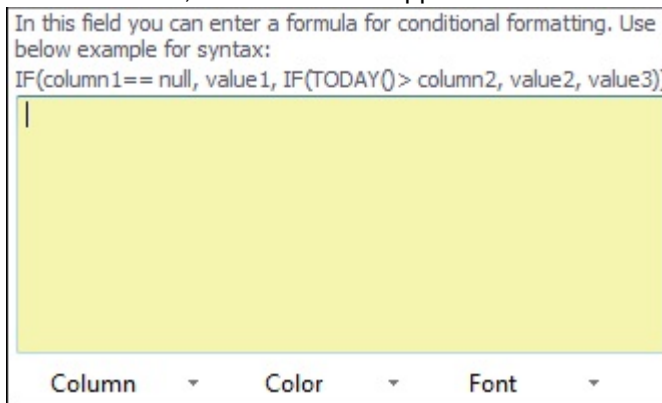 In this field you can enter a formula for conditional formatting. Use
below example for syntax:
IF(column1== null, value1, IF(TODAY()> column2, value2, value3))
Column
Color
Font